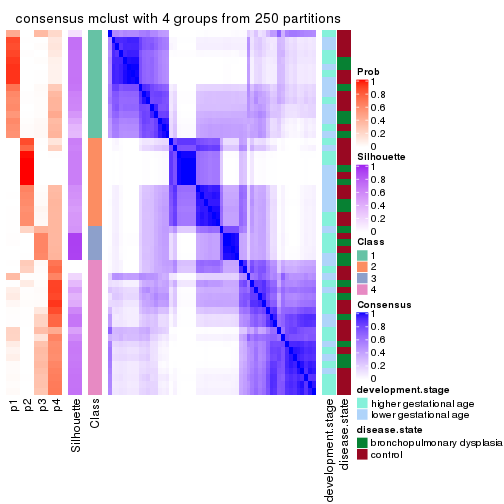 consensus mclust with 4 groups from 250 partitions
Prob
1
0.8
0.6
0.4
0.2
0
Silhouette
1
0.8
0.6
0.4
0.2
0
Class
1
2
3
4
Consensus
1
0.8
0.6
0.4
0.2
0
development.stage
higher gestational age
lower gestational age
disease.state
bronchopulmonary dysplasia
control
p1
p2
p3
p4
Silhouette
Class
development.stage
disease.state